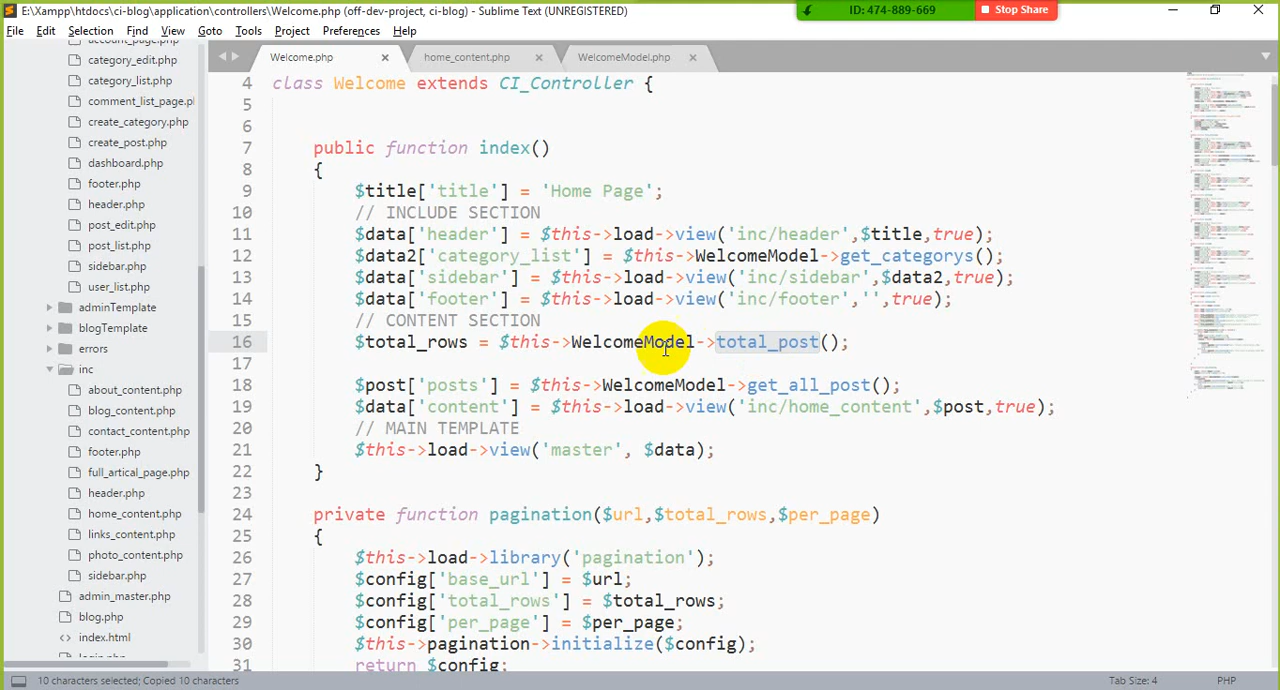 E:\Xampp\htdocs\ci-blog\application\controllers\Welcome.php (off-dev-project, ci-blog) - Sublime Text (UNREGISTERED)
ID: 474-889-669
Stop Share
File Edit Selection Find View Goto Tools Project Preferences Help
account_page.php
category_edit.php
category_list.php
comment_list_page.pl
create_category.php
create_post.php
dashboard.php
footer.php
header.php
post_edit.php
post_list.php
sidebar.php
user_list.php
adminTemplate
blogTemplate
errors
inc
about_content.php
blog_content.php
contact_content.php
footer.php
full_artical_page.php
header.php
home_content.php
links_content.php
photo_content.php
sidebar.php
admin_master.php
blog.php
index.html
login.php
Welcome.php
home_content.php
WelcomeModel.php
4 class Welcome extends CI_Controller {
5
6
7 public function index()
8 {
9 $title['title'] = 'Home Page';
10 // INCLUDE SECTION
11 $data['header'] = $this->load->view('inc/header',$title,true);
12 $data2['category_list'] = $this->WelcomeModel->get_categorys();
13 $data['sidebar'] = $this->load->view('inc/sidebar',$data2,true);
14 $data['footer'] = $this->load->view('inc/footer','',true);
15 // CONTENT SECTION
16 $total_rows = $this->WelcomeModel->total_post();
17
18 $post['posts'] = $this->WelcomeModel->get_all_post();
19 $data['content'] = $this->load->view('inc/home_content',$post,true);
20 // MAIN TEMPLATE
21 $this->load->view('master', $data);
22 }
23
24 private function pagination($url,$total_rows,$per_page)
25 {
26 $this->load->library('pagination');
27 $config['base_url'] = $url;
28 $config['total_rows'] = $total_rows;
29 $config['per_page'] = $per_page;
30 $this->pagination->initialize($config);
31 return $config;
10 characters selected; Copied 10 characters
Tab Size: 4
PHP